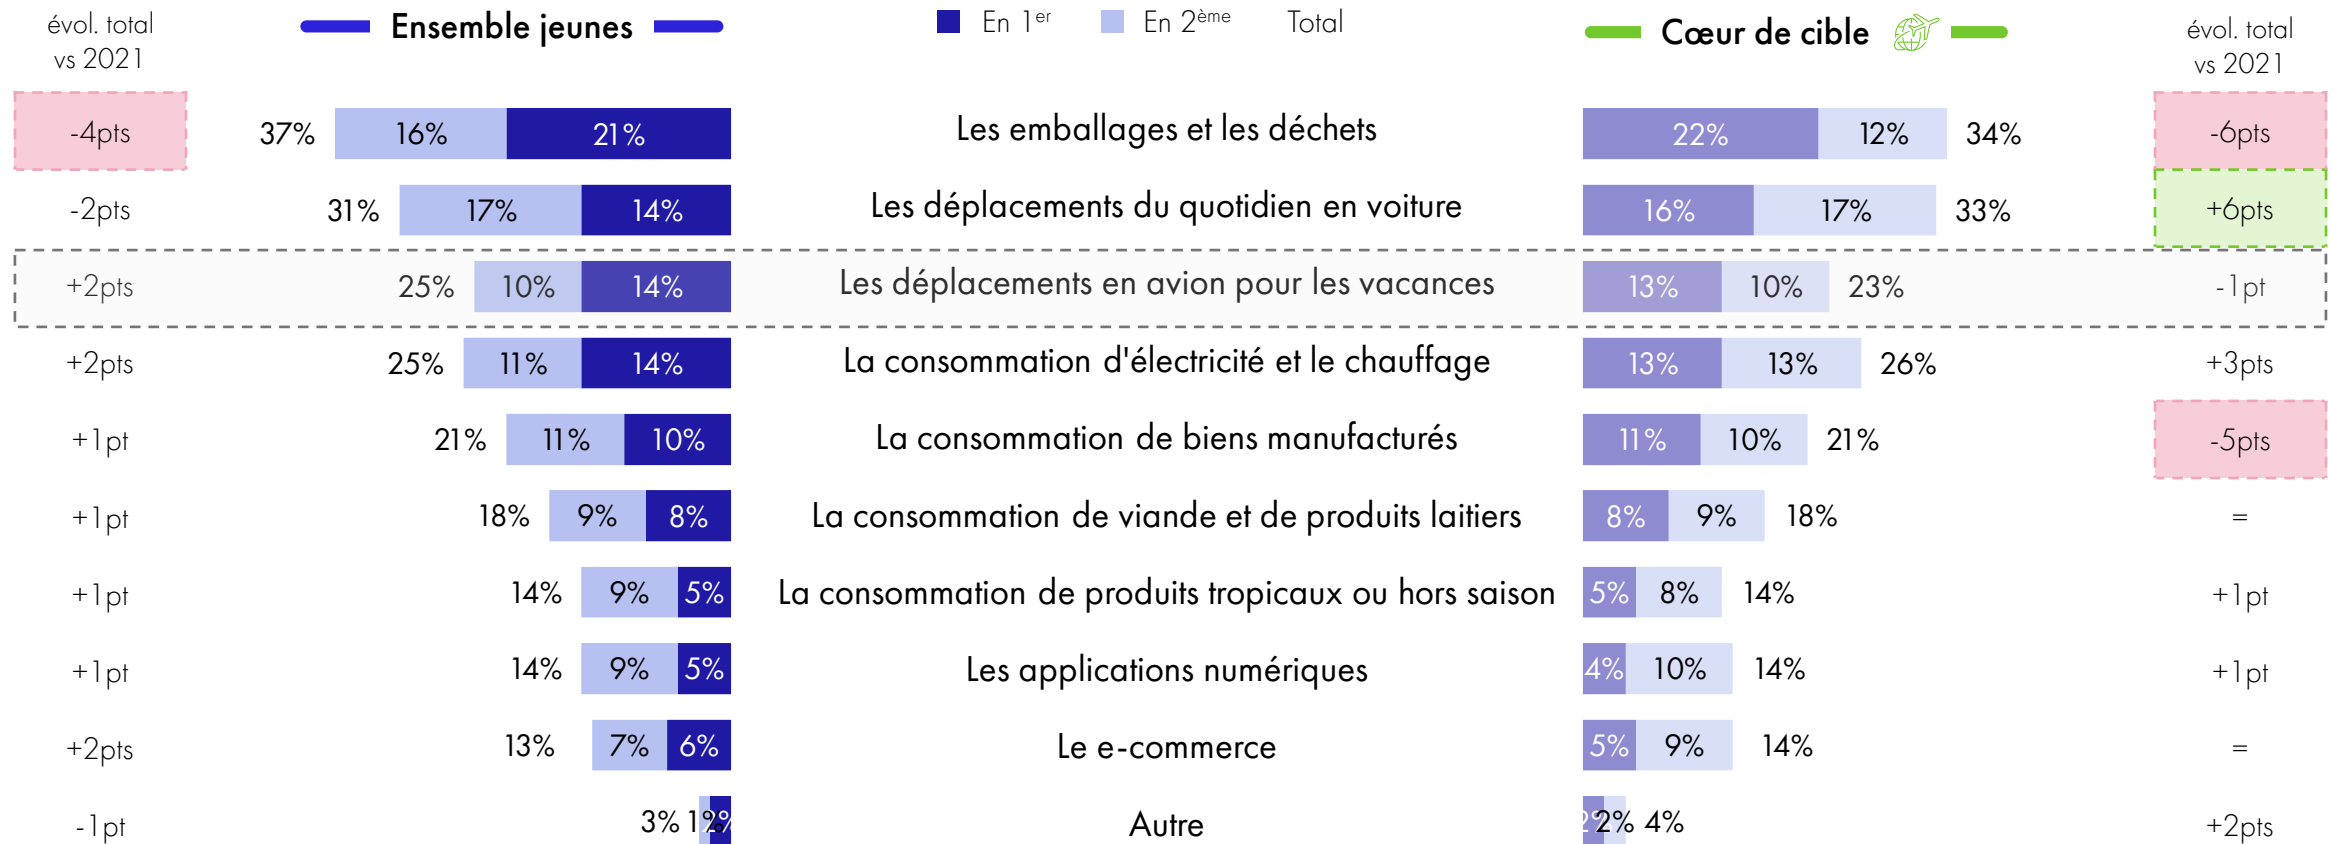 évol. total
vs 2021
Ensemble jeunes
En 1er
En 2ème
Total
Cœur de cible
évol. total
vs 2021
-4pts 37% 16% 21% Les emballages et les déchets 22% 12% 34% -6pts
-2pts 31% 17% 14% Les déplacements du quotidien en voiture 16% 17% 33% +6pts
+2pts 25% 10% 14% Les déplacements en avion pour les vacances 13% 10% 23% -1pt
+2pts 25% 11% 14% La consommation d'électricité et le chauffage 13% 13% 26% +3pts
+1pt 21% 11% 10% La consommation de biens manufacturés 11% 10% 21% -5pts
+1pt 18% 9% 8% La consommation de viande et de produits laitiers 8% 9% 18% =
+1pt 14% 9% 5% La consommation de produits tropicaux ou hors saison 5% 8% 14% +1pt
+1pt 14% 9% 5% Les applications numériques 4% 10% 14% +1pt
+2pts 13% 7% 6% Le e-commerce 5% 9% 14% =
-1pt 3% 1% 2% Autre 2% 2% 4% +2pts